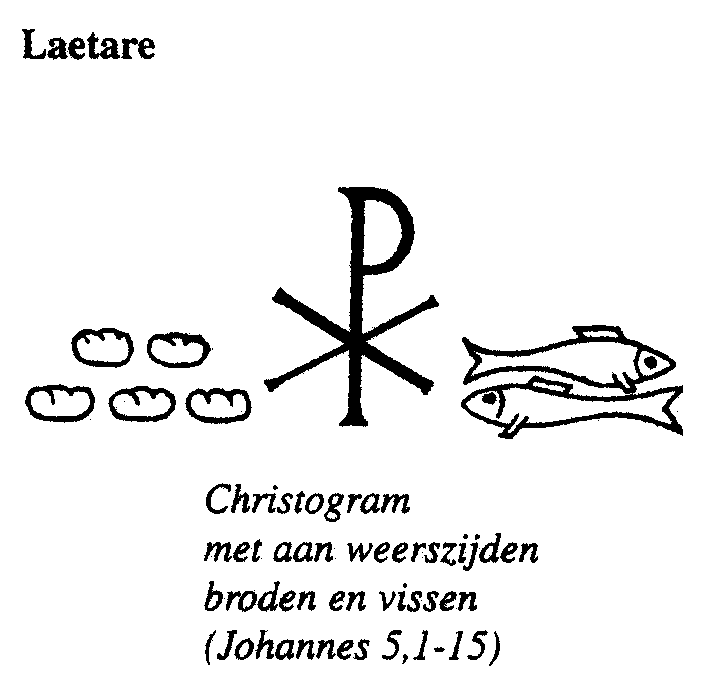 Laetare
Christogram
met aan weerszijden
broden en vissen
(Johannes 5,1-15)